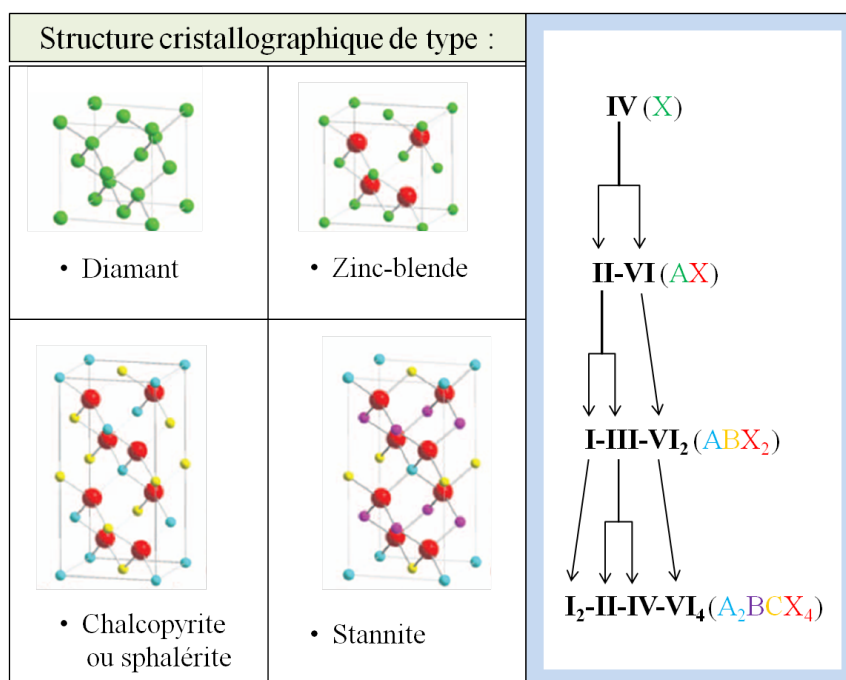 Structure cristallographique de type :
• Diamant
• Zinc-blende
• Chalcopyrite
ou sphalérite
• Stannite
IV (X)
II-VI (AX)
I-III-VI₂ (ABX₂)
I₂-II-IV-VI₄ (A₂BCX₄)